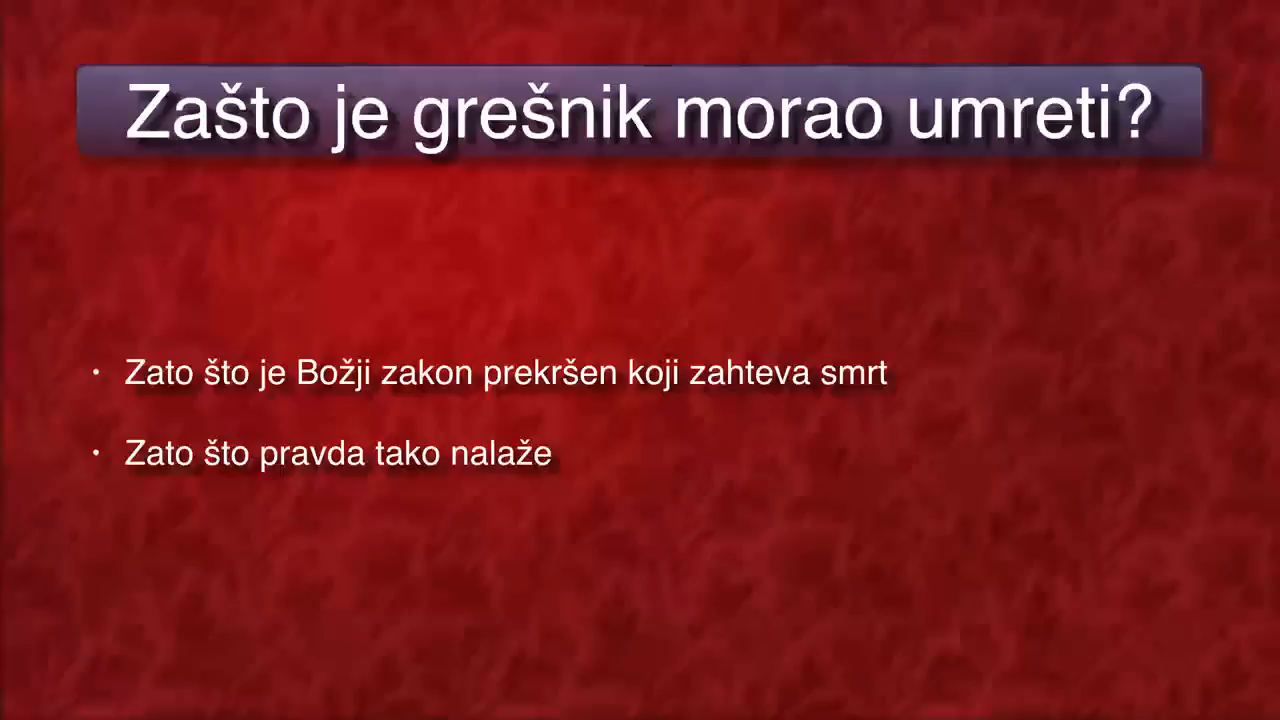 Zašto je grešnik morao umreti?
• Zato što je Božji zakon prekršen koji zahteva smrt
• Zato što pravda tako nalaže